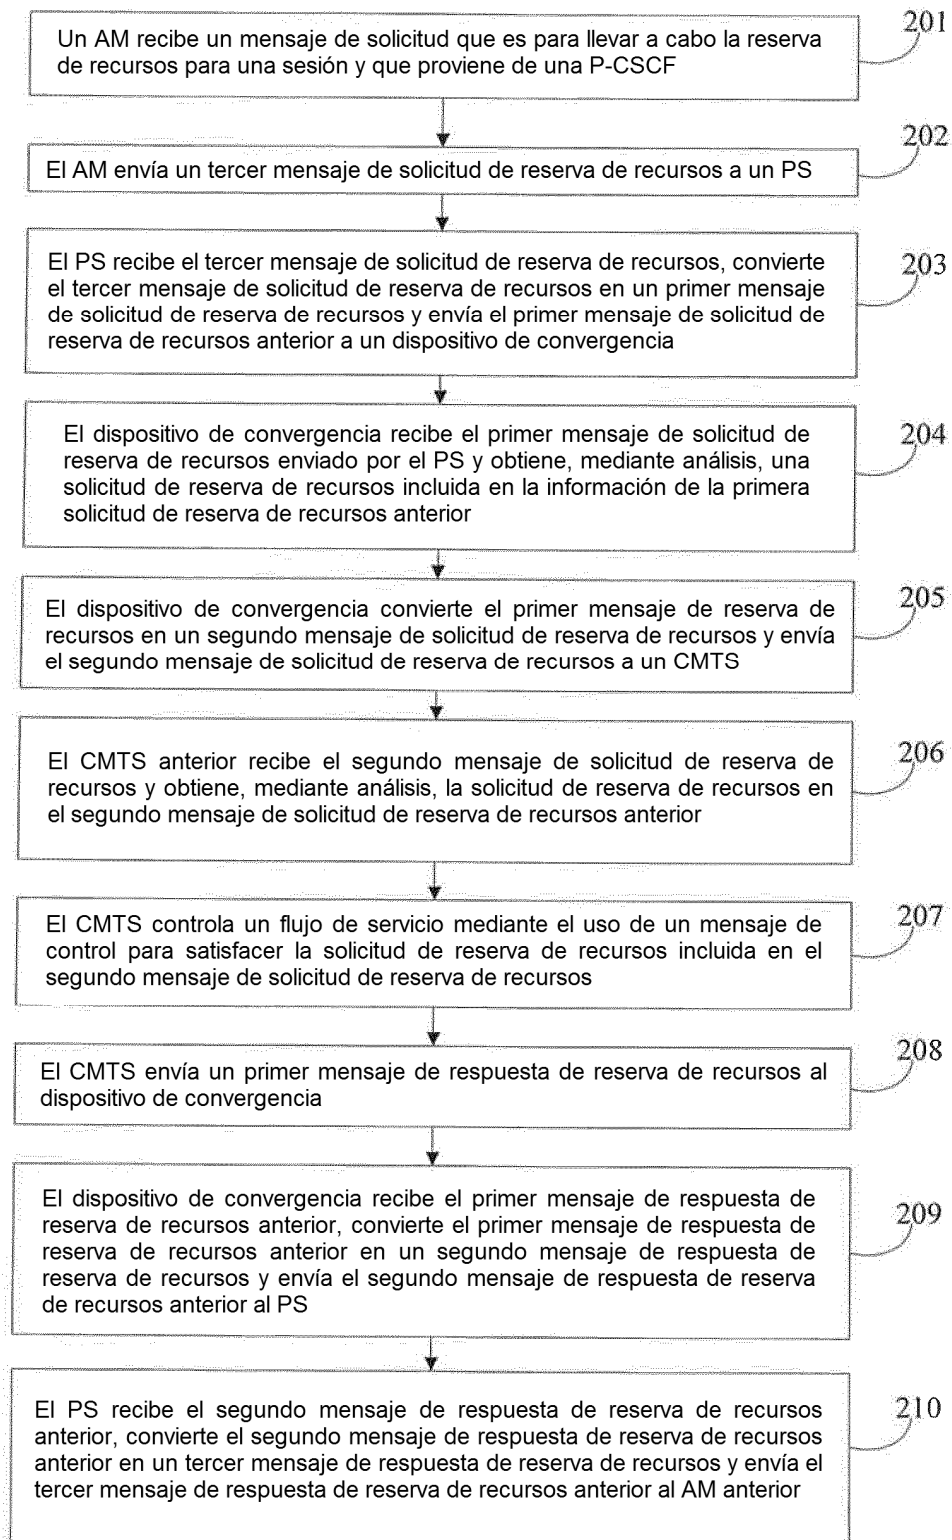 Un AM recibe un mensaje de solicitud que es para llevar a cabo la reserva
de recursos para una sesión y que proviene de una P-CSCF
201
El AM envía un tercer mensaje de solicitud de reserva de recursos a un PS
202
El PS recibe el tercer mensaje de solicitud de reserva de recursos, convierte
el tercer mensaje de solicitud de reserva de recursos en un primer mensaje
de solicitud de reserva de recursos y envía el primer mensaje de solicitud de
reserva de recursos anterior a un dispositivo de convergencia
203
El dispositivo de convergencia recibe el primer mensaje de solicitud de
reserva de recursos enviado por el PS y obtiene, mediante análisis, una
solicitud de reserva de recursos incluida en la información de la primera
solicitud de reserva de recursos anterior
204
El dispositivo de convergencia convierte el primer mensaje de reserva de
recursos en un segundo mensaje de solicitud de reserva de recursos y envía
el segundo mensaje de solicitud de reserva de recursos a un CMTS
205
El CMTS anterior recibe el segundo mensaje de solicitud de reserva de
recursos y obtiene, mediante análisis, la solicitud de reserva de recursos en
el segundo mensaje de solicitud de reserva de recursos anterior
206
El CMTS controla un flujo de servicio mediante el uso de un mensaje de
control para satisfacer la solicitud de reserva de recursos incluida en el
segundo mensaje de solicitud de reserva de recursos
207
El CMTS envía un primer mensaje de respuesta de reserva de recursos al
dispositivo de convergencia
208
El dispositivo de convergencia recibe el primer mensaje de respuesta de
reserva de recursos anterior, convierte el primer mensaje de respuesta de
reserva de recursos anterior en un segundo mensaje de respuesta de
reserva de recursos y envía el segundo mensaje de respuesta de reserva
de recursos anterior al PS
209
El PS recibe el segundo mensaje de respuesta de reserva de recursos
anterior, convierte el segundo mensaje de respuesta de reserva de recursos
anterior en un tercer mensaje de respuesta de reserva de recursos y envía el
tercer mensaje de respuesta de reserva de recursos anterior al AM anterior
210